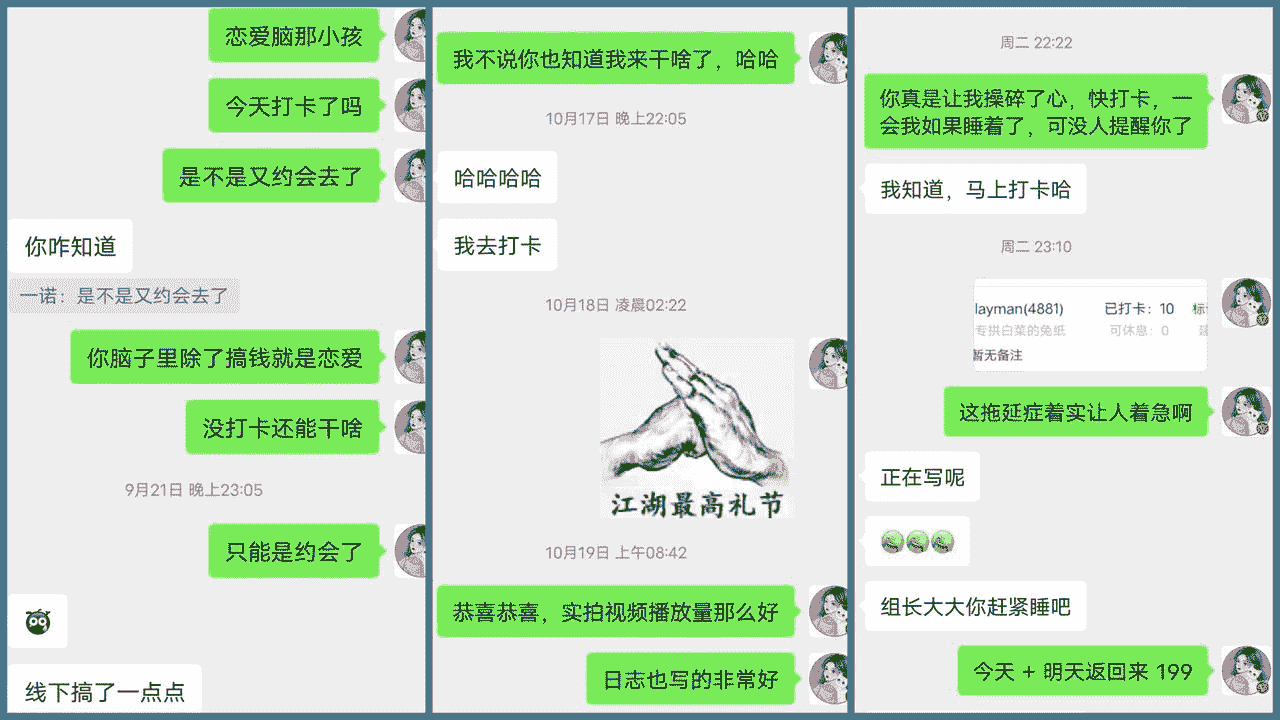 恋爱脑那小孩
今天打卡了吗
是不是又约会去了
你咋知道
一诺：是不是又约会去了
你脑子里除了搞钱就是恋爱
没打卡还能干啥
9月21日 晚上23:05
只能是约会了
线下搞了一点点
我不说你也知道我来干啥了，哈哈
10月17日 晚上22:05
哈哈哈哈
我去打卡
10月18日 凌晨02:22
江湖最高礼节
10月19日 上午08:42
恭喜恭喜，实拍视频播放量那么好
日志也写的非常好
周二 22:22
你真是让我操碎了心，快打卡，一
会我如果睡着了，可没人提醒你了
我知道，马上打卡哈
周二 23:10
layman(4881) 已打卡：10 标
专拱白菜的兔纸 可休息：0
暂无备注
这拖延症着实让人着急啊
正在写呢
组长大大你赶紧睡吧
今天 + 明天返回来 199